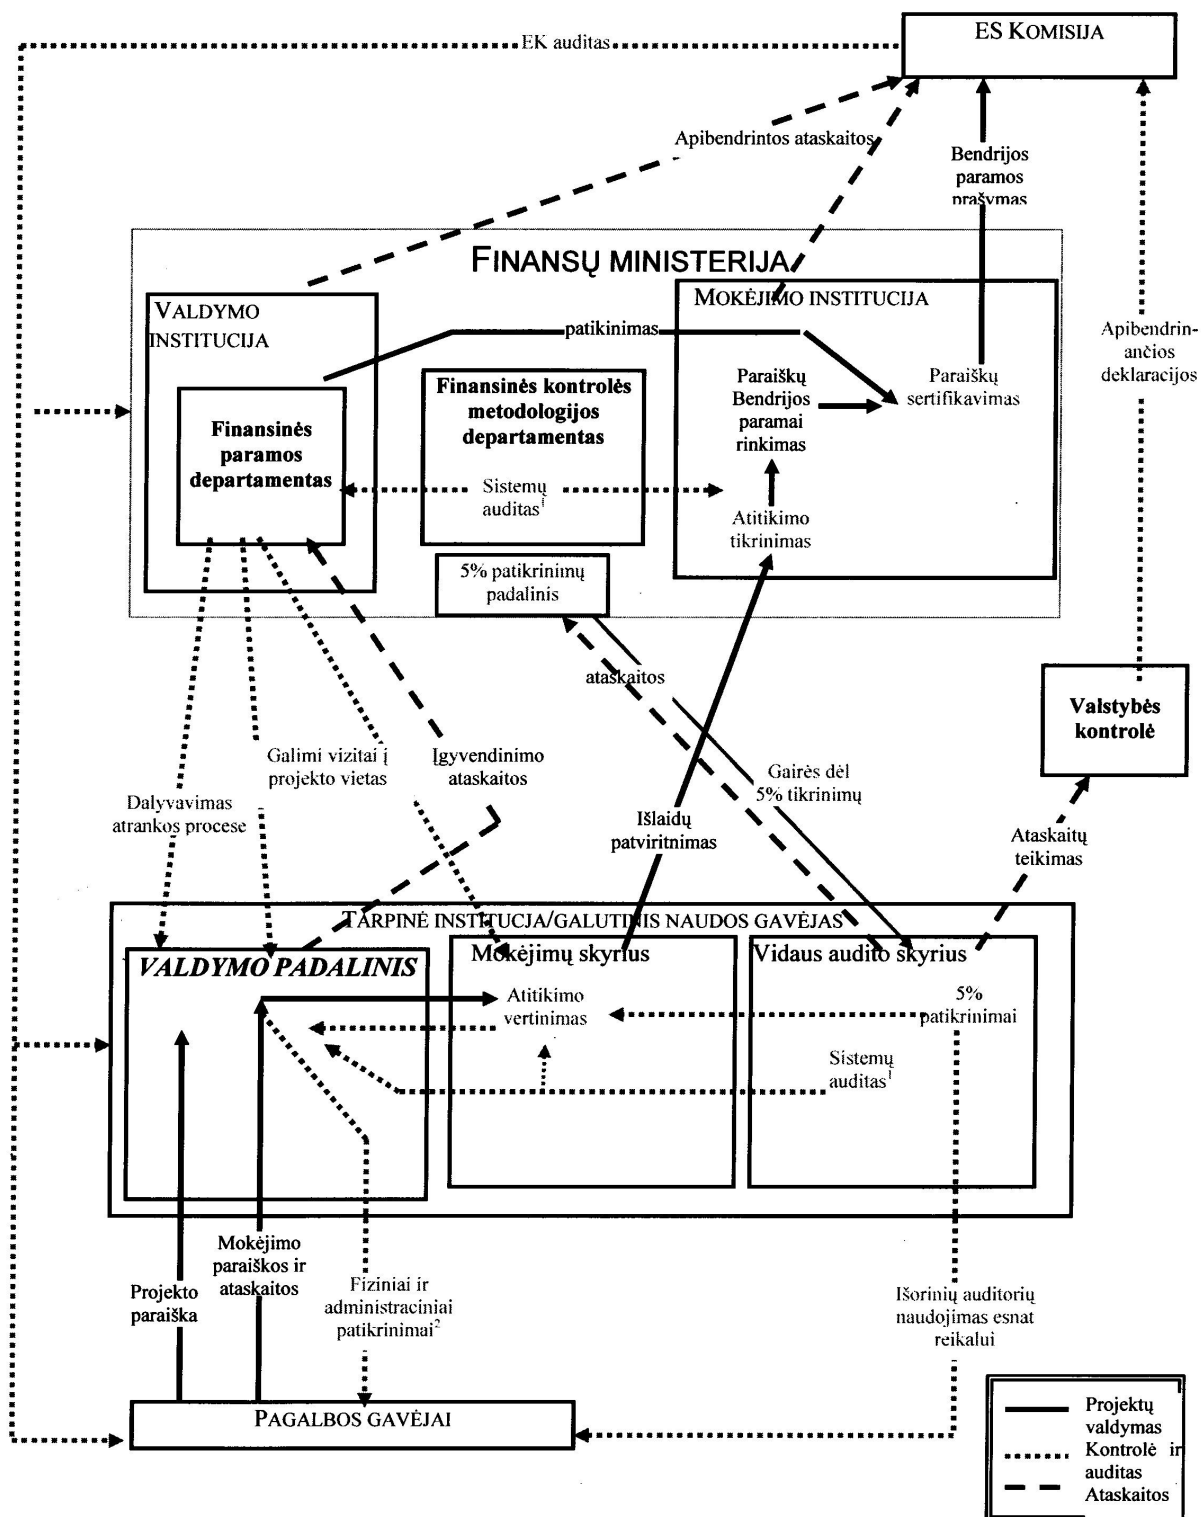 EK auditas
ES KOMISIJA
Apibendrintos ataskaitos
Bendrijos
paramos
prašymas
FINANSŲ MINISTERIJA
VALDYMO
INSTITUCIJA
MOKĖJIMO INSTITUCIJA
patikinimas
Apibendrin-
ančios
deklaracijos
Finansinės
paramos
departamentas
Finansinės kontrolės
metodologijos
departamentas
Paraiškų
Bendrijos
paramai
rinkimas
Paraiškų
sertifikavimas
Sistemų
auditas¹
Atitikimo
tikrinimas
5% patikrinimų
padalinis
ataskaitos
Valstybės
kontrolė
Galimi vizitai į
projekto vietas
Įgyvendinimo
ataskaitos
Gairės dėl
5% tikrinimų
Dalyvavimas
atrankos procese
Išlaidų
patviritnimas
Ataskaitų
teikimas
TARPINĖ INSTITUCJA/GALUTINIS NAUDOS GAVĖJAS
VALDYMO PADALINIS
Mokėjimų skyrius
Vidaus audito skyrius
Atitikimo
vertinimas
5%
patikrinimai
Sistemų
auditas¹
Projekto
paraiška
Mokėjimo
paraiškos ir
ataskaitos
Fiziniai ir
administraciniai
patikrinimai²
Išorinių auditorių
naudojimas esnat
reikalui
PAGALBOS GAVĖJAI
Projektų
valdymas
Kontrolė ir
auditas
Ataskaitos